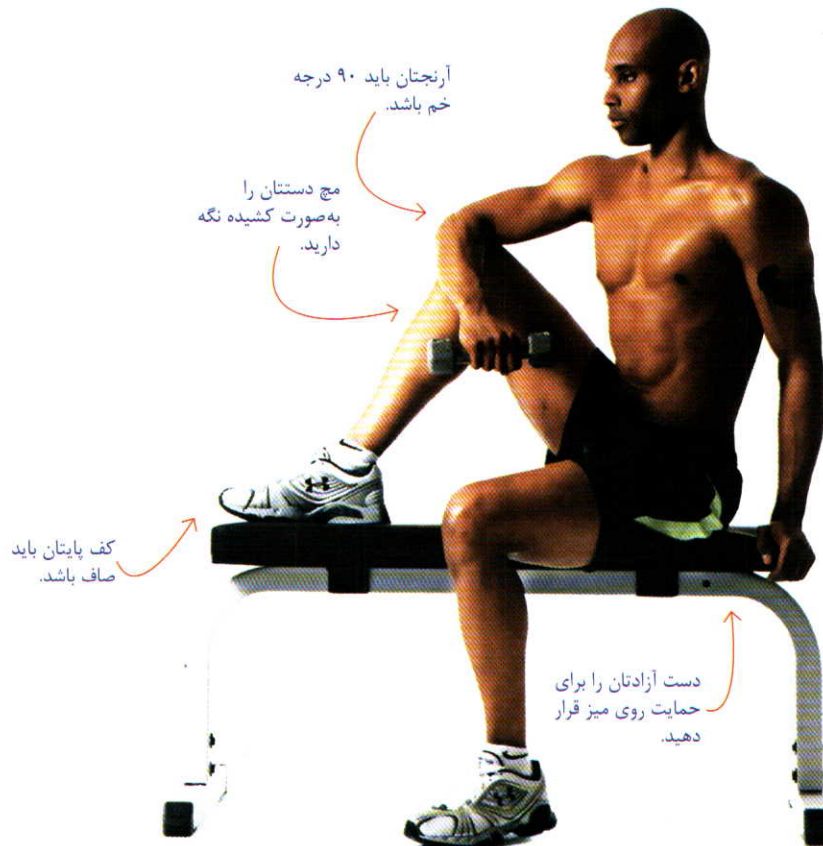 آرنجتان باید ۹۰ درجه
خم باشد.
مچ دستتان را
به‌صورت کشیده نگه
دارید.
کف پایتان باید
صاف باشد.
دست آزادتان را برای
حمایت روی میز قرار
دهید.